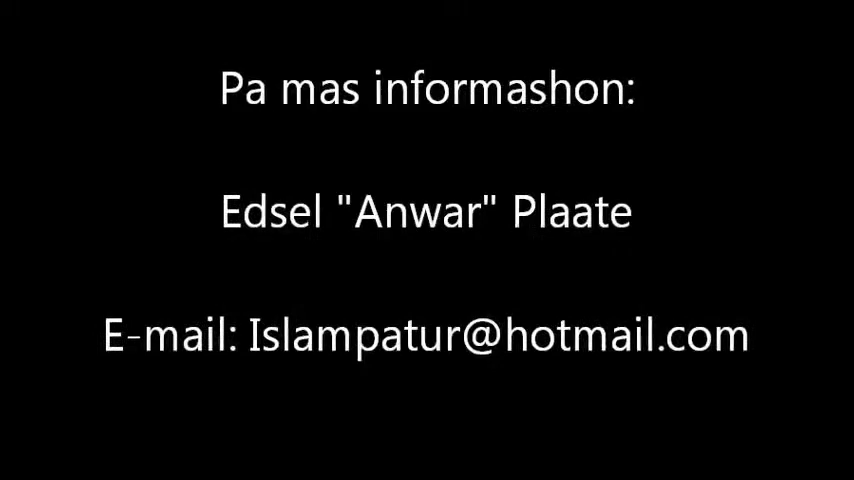 Pa mas informashon:
Edsel "Anwar" Plaate
E-mail: Islampatur@hotmail.com